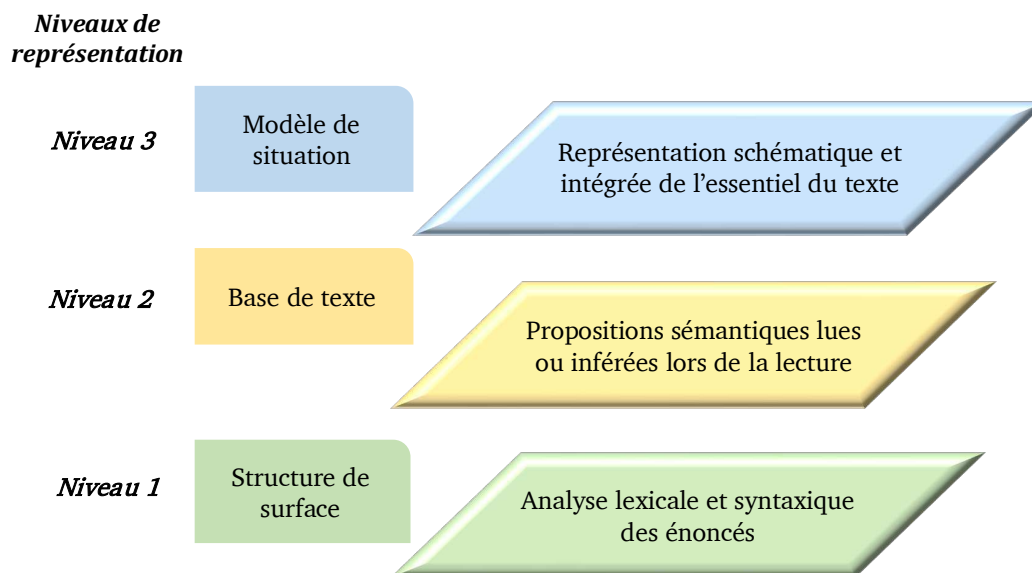 Niveaux de
représentation
Niveau 3
Modèle de
situation
Représentation schématique et
intégrée de l’essentiel du texte
Niveau 2
Base de texte
Propositions sémantiques lues
ou inférées lors de la lecture
Niveau 1
Structure de
surface
Analyse lexicale et syntaxique
des énoncés